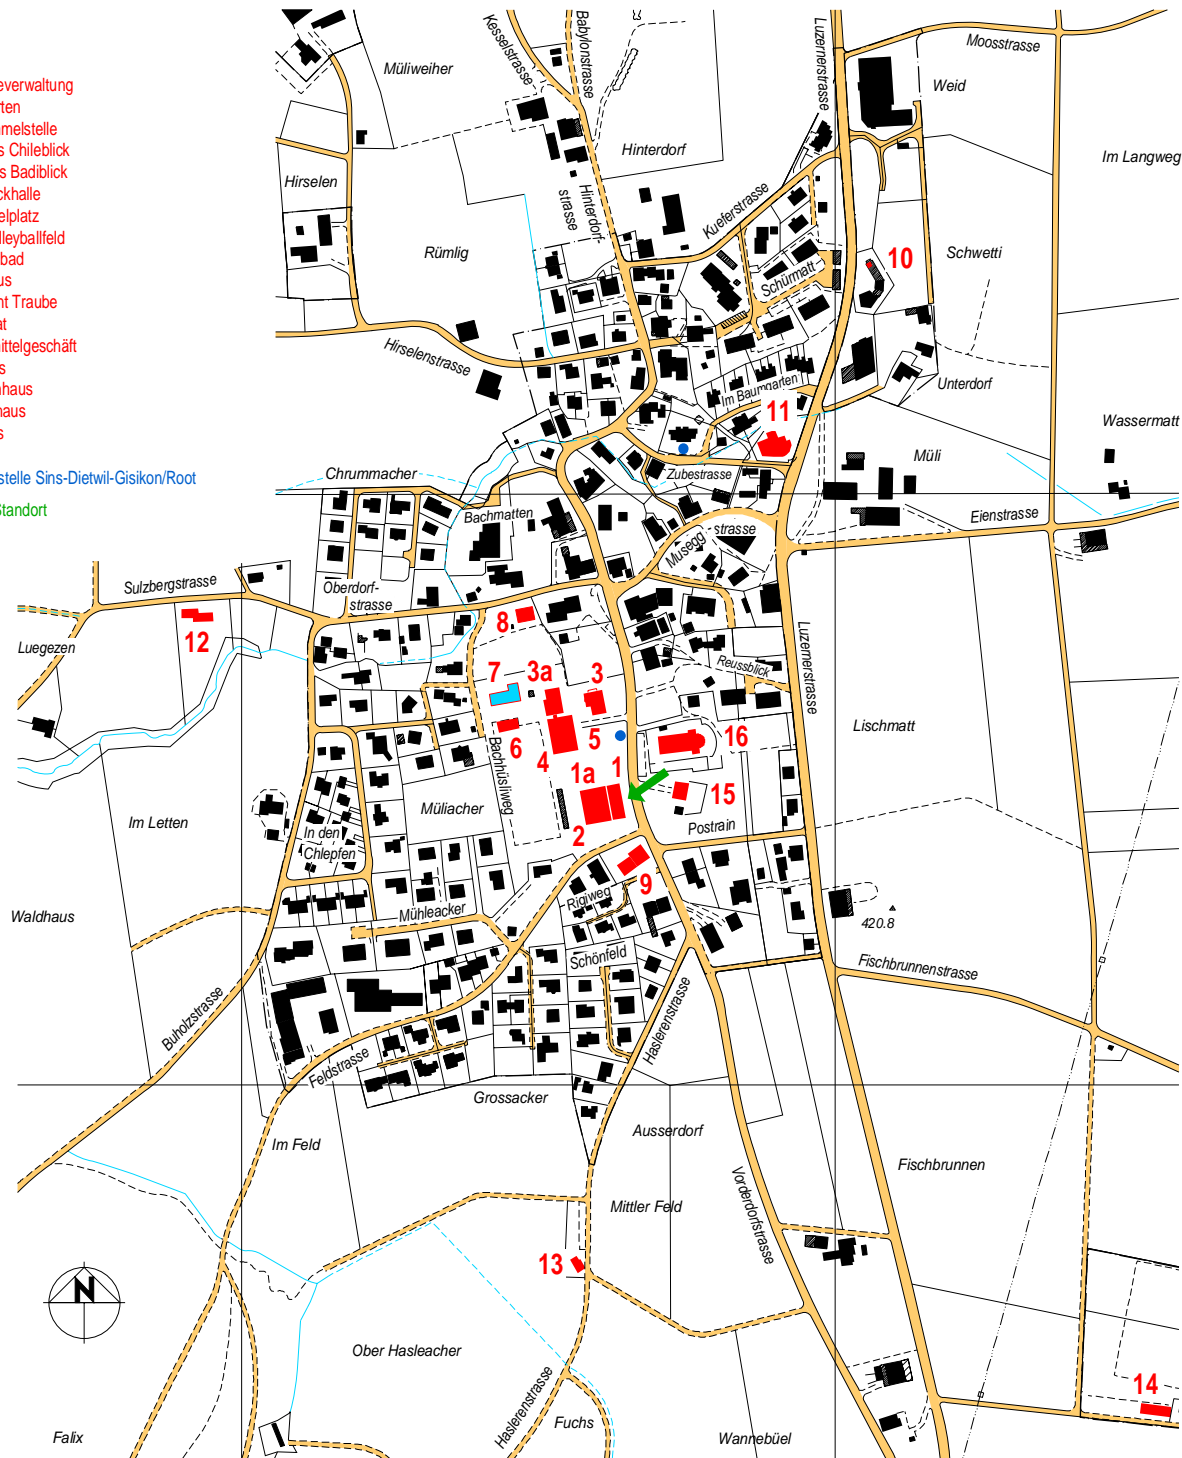 everwaltung
rten
nmelstelle
s Chileblick
s Badiblick
ckhalle
elplatz
lleyballfeld
bad
us
nt Traube
at
nittelgeschäft
s
nhaus
haus
s
stelle Sins-Dietwil-Gisikon/Root
Standort
Kesselstrasse
Babylonstrasse
Luzernerstrasse
Moosstrasse
Müliweiher
Weid
Hinterdorf
Im Langweg
Hirselen
Hinterdorf-
strasse
Kueferstrasse
Rümlig
Schwetti
10
Schürmatt
Hirselenstrasse
Im Baumgarten
Unterdorf
11
Wassermatt
Müli
Chrummacher
Zubestrasse
Bachmatten
Musegg
strasse
Eienstrasse
Sulzbergstrasse
Oberdorf-
strasse
8
12
Luegezen
Luzernerstrasse
Reussblick
7
3a
3
Lischmatt
16
6
4
5
Bachhüsliweg
1a
1
15
Müliacher
Im Letten
In den
Chlepfen
2
Postrain
9
Rigiweg
Mühleacker
Waldhaus
420.8
Schönfeld
Fischbrunnenstrasse
Buholzstrasse
Haslerenstrasse
Feldstrasse
Grossacker
Ausserdorf
Im Feld
Fischbrunnen
Vorderdorfstrasse
Mittler Feld
13
N
Ober Hasleacher
14
Haslerenstrasse
Fuchs
Falix
Wannebüel